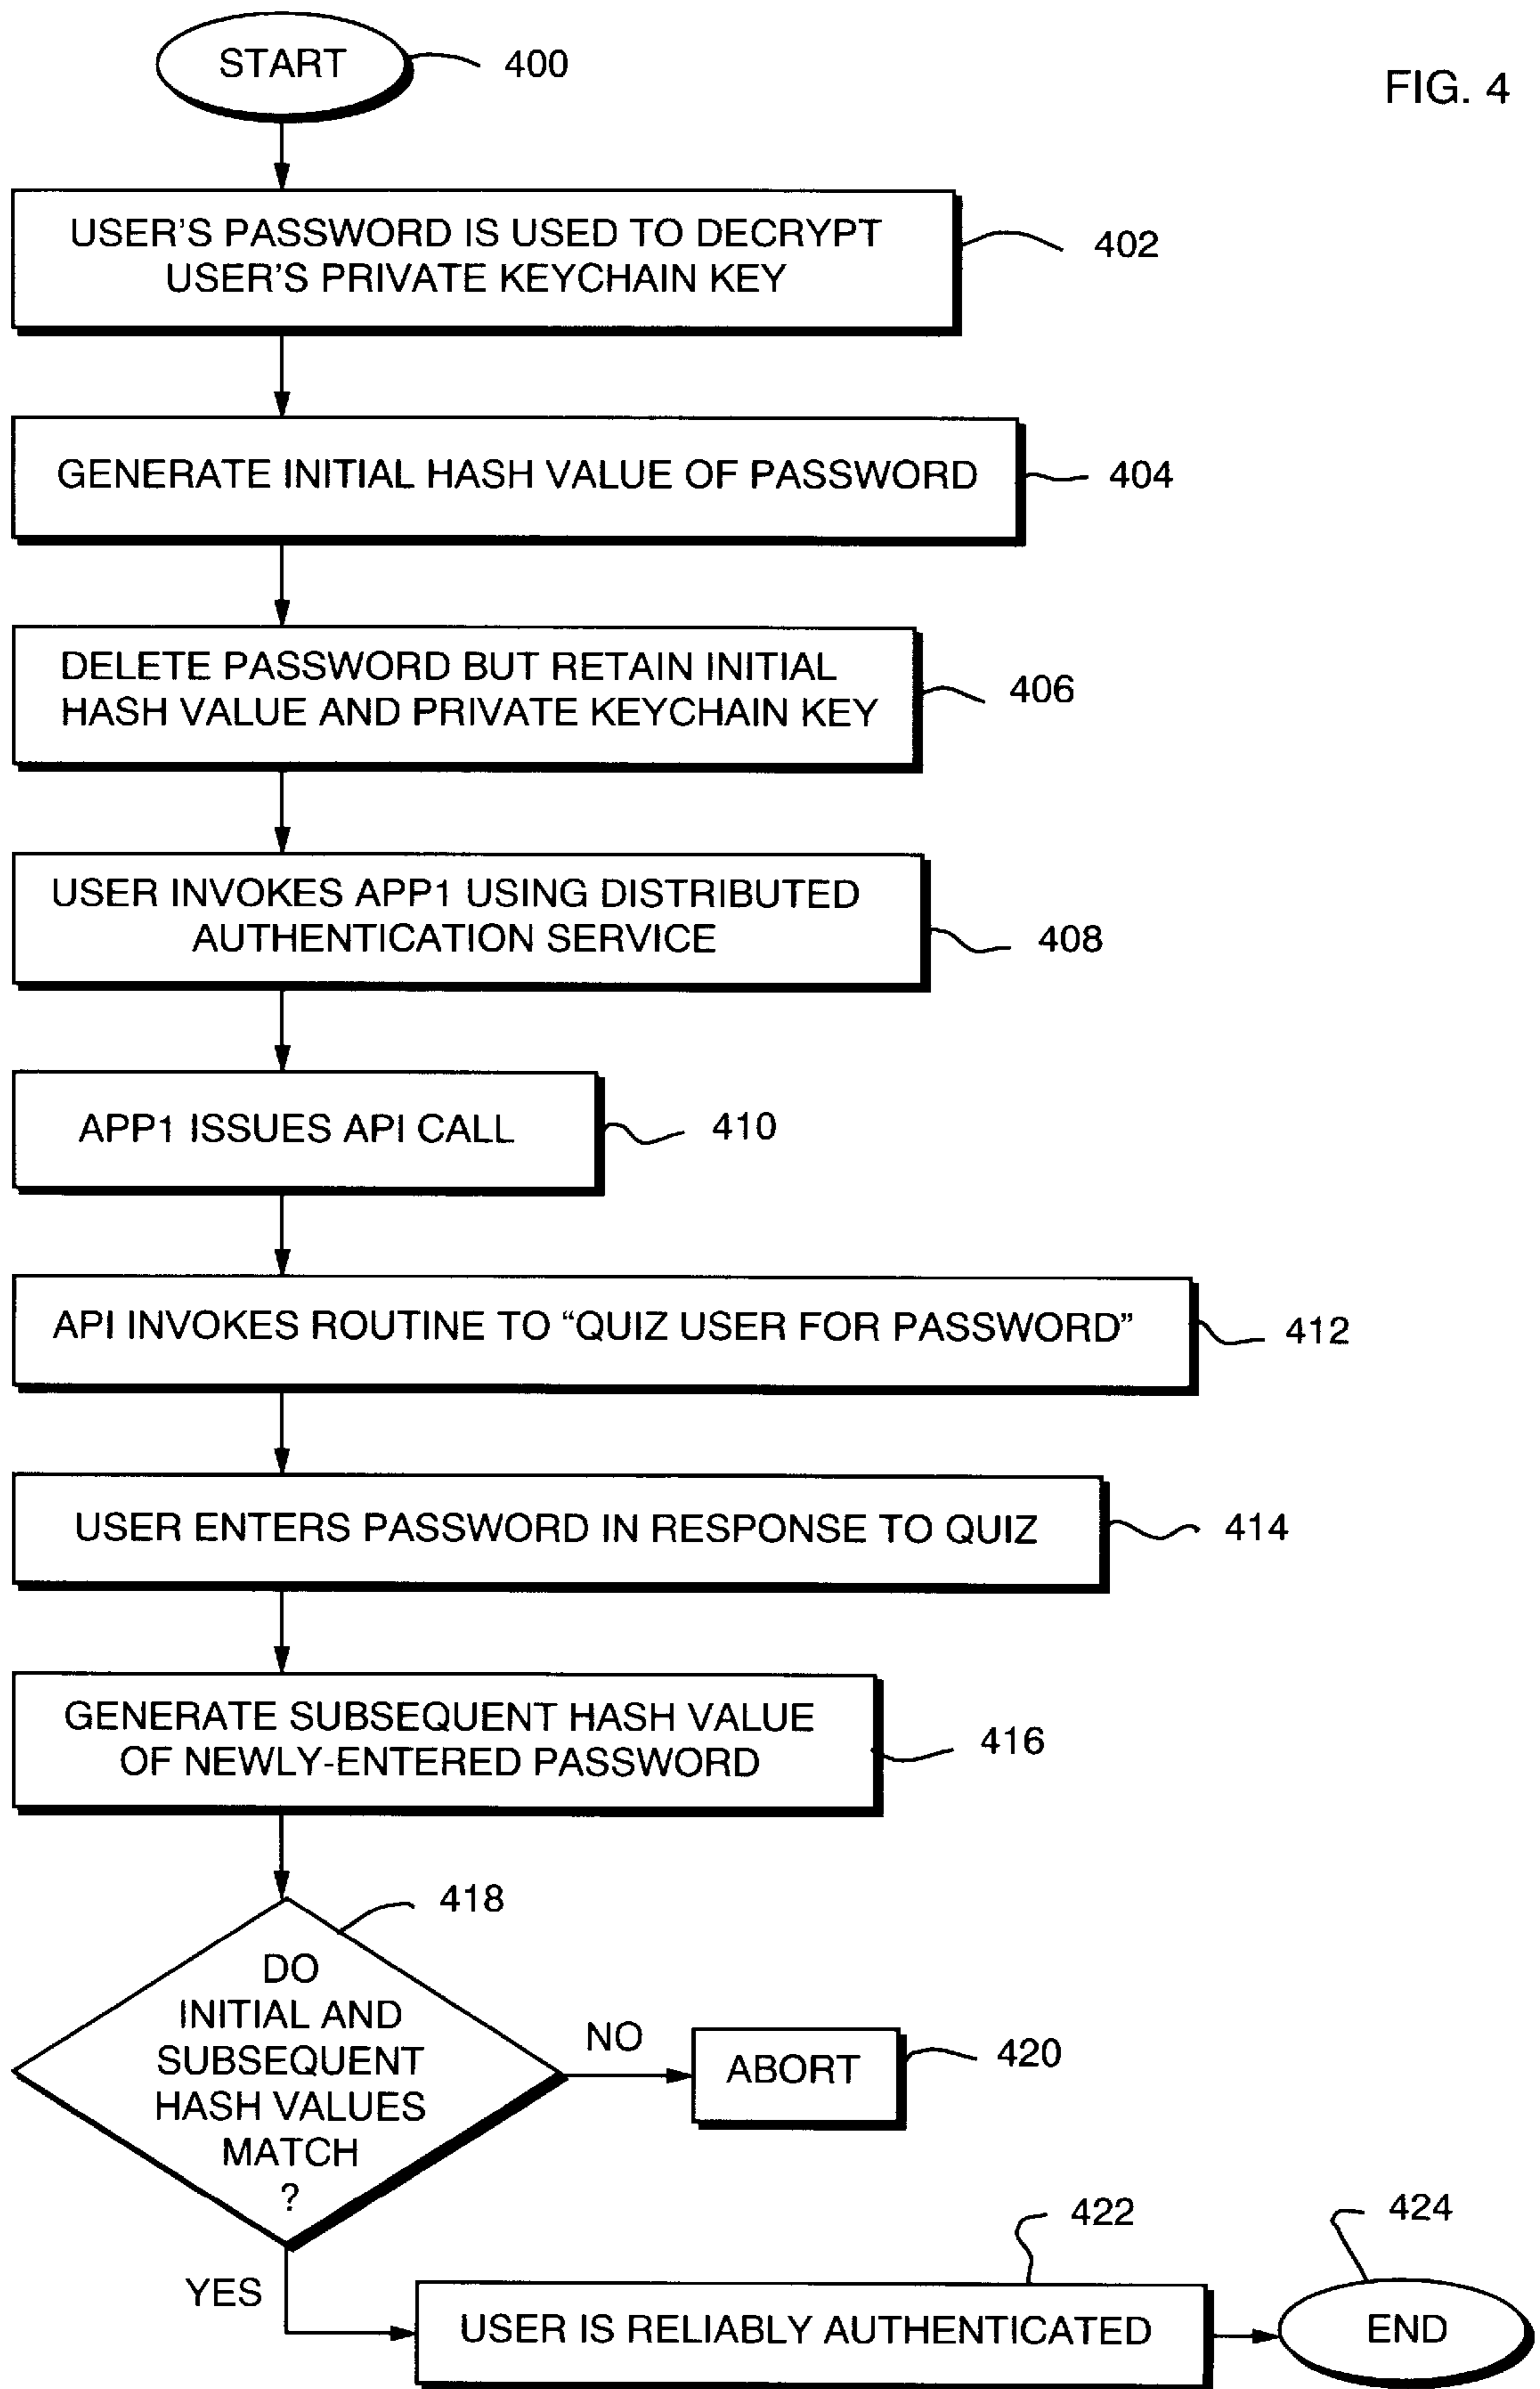 START
400
FIG. 4
USER'S PASSWORD IS USED TO DECRYPT
USER'S PRIVATE KEYCHAIN KEY
402
GENERATE INITIAL HASH VALUE OF PASSWORD
404
DELETE PASSWORD BUT RETAIN INITIAL
HASH VALUE AND PRIVATE KEYCHAIN KEY
406
USER INVOKES APP1 USING DISTRIBUTED
AUTHENTICATION SERVICE
408
APP1 ISSUES API CALL
410
API INVOKES ROUTINE TO “QUIZ USER FOR PASSWORD”
412
USER ENTERS PASSWORD IN RESPONSE TO QUIZ
414
GENERATE SUBSEQUENT HASH VALUE
OF NEWLY-ENTERED PASSWORD
416
418
DO
INITIAL AND
SUBSEQUENT
HASH VALUES
MATCH
?
NO
ABORT
420
YES
422
USER IS RELIABLY AUTHENTICATED
424
END